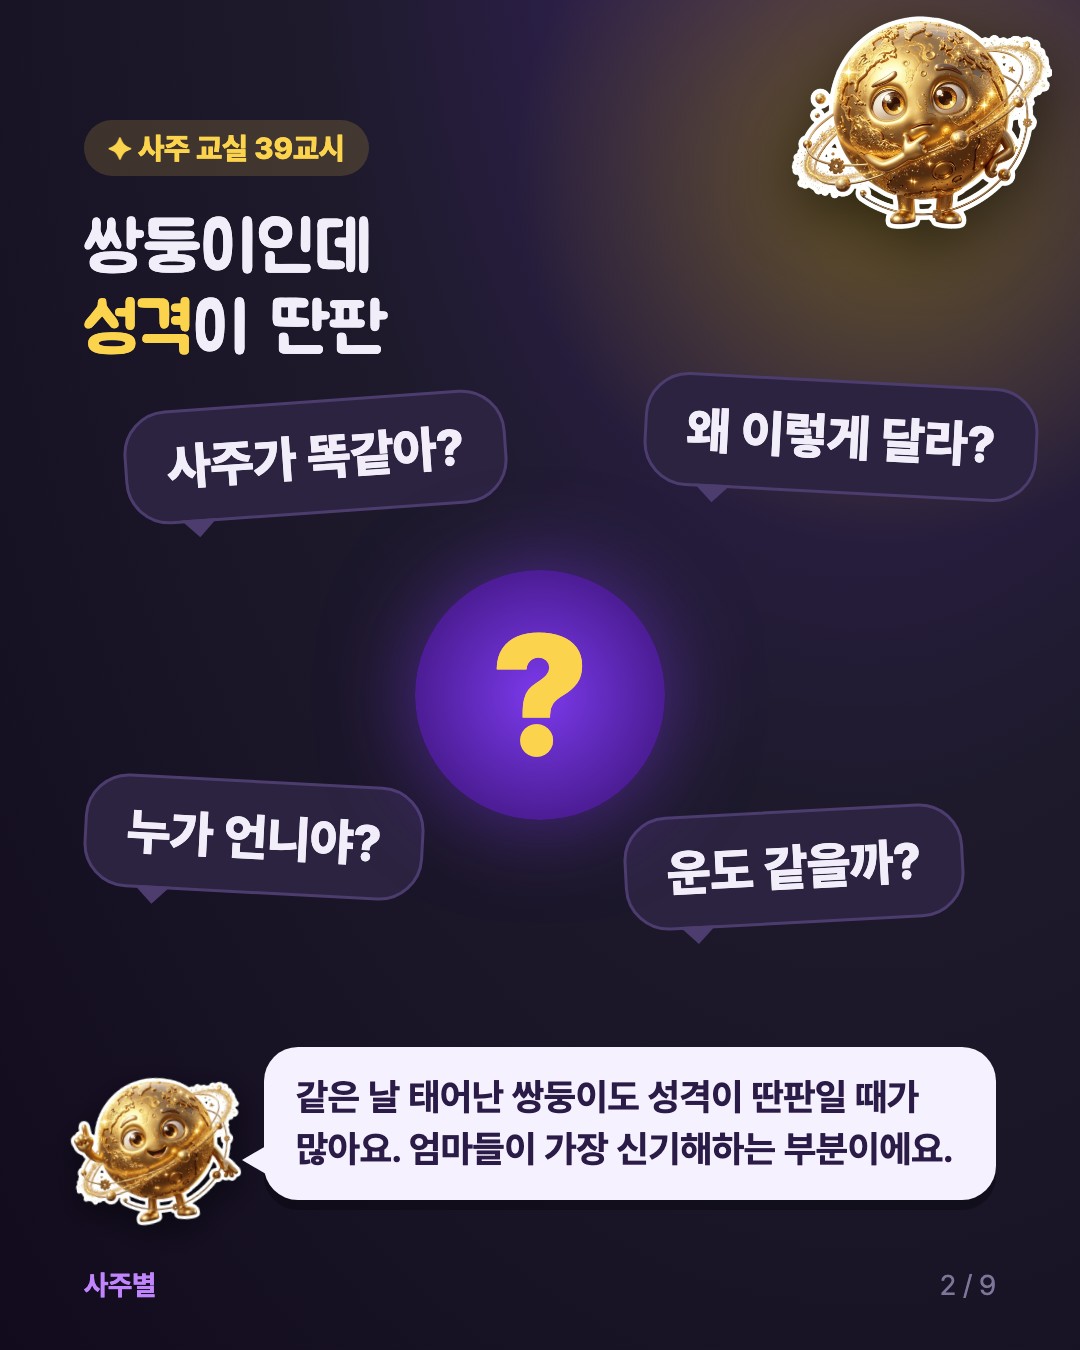 ✦ 사주 교실 39교시
쌍둥이인데
성격이 딴판
사주가 똑같아?
왜 이렇게 달라?
?
누가 언니야?
운도 같을까?
같은 날 태어난 쌍둥이도 성격이 딴판일 때가
많아요. 엄마들이 가장 신기해하는 부분이에요.
사주별
2 / 9